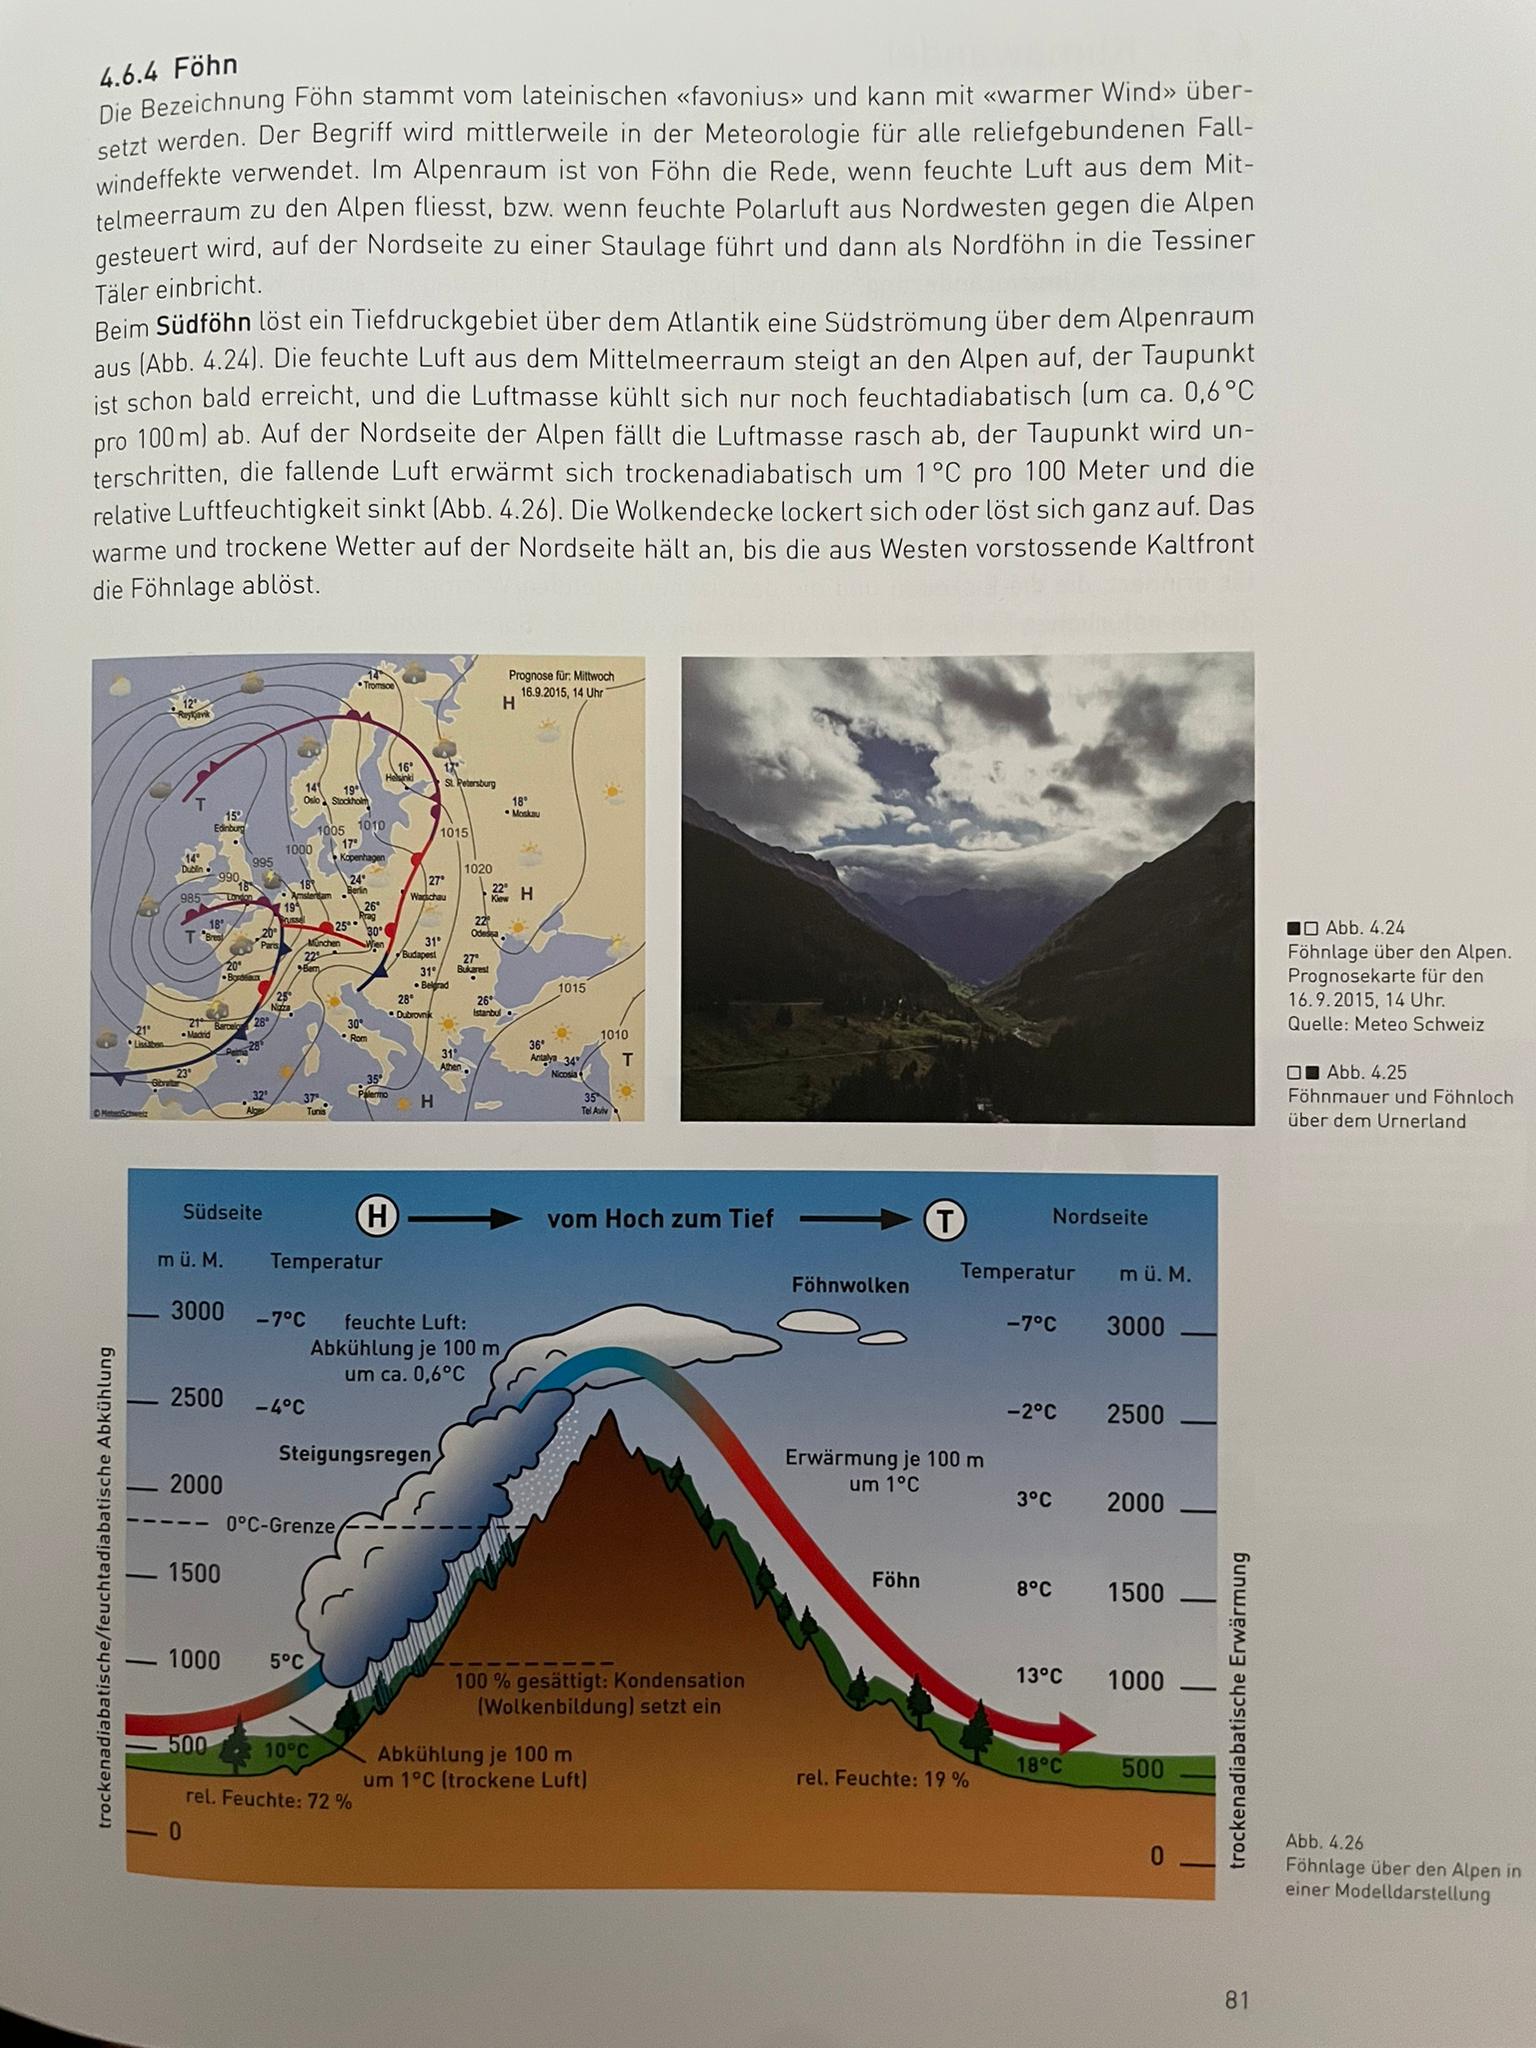 4.6.4 Föhn
Die Bezeichnung Föhn stammt vom lateinischen «favonius» und kann mit «warmer Wind» über-
setzt werden. Der Begriff wird mittlerweile in der Meteorologie für alle reliefgebundenen Fall-
windeffekte verwendet. Im Alpenraum ist von Föhn die Rede, wenn feuchte Luft aus dem Mit-
telmeerraum zu den Alpen fliesst, bzw. wenn feuchte Polarluft aus Nordwesten gegen die Alpen
gesteuert wird, auf der Nordseite zu einer Staulage führt und dann als Nordföhn in die Tessiner
Täler einbricht.
Beim Südföhn löst ein Tiefdruckgebiet über dem Atlantik eine Südströmung über dem Alpenraum
aus (Abb. 4.24). Die feuchte Luft aus dem Mittelmeerraum steigt an den Alpen auf, der Taupunkt
ist schon bald erreicht, und die Luftmasse kühlt sich nur noch feuchtadiabatisch (um ca. 0,6 °C
pro 100 m) ab. Auf der Nordseite der Alpen fällt die Luftmasse rasch ab, der Taupunkt wird un-
terschritten, die fallende Luft erwärmt sich trockenadiabatisch um 1 °C pro 100 Meter und die
relative Luftfeuchtigkeit sinkt (Abb. 4.26). Die Wolkendecke lockert sich oder löst sich ganz auf. Das
warme und trockene Wetter auf der Nordseite hält an, bis die aus Westen vorstossende Kaltfront
die Föhnlage ablöst.
Prognose für: Mittwoch
16.9.2015, 14 Uhr
H
14°
Tromsoe
12°
Reykjavik
T
16°
Helsinki
17°
St. Petersburg
14°
Oslo
19°
Stockholm
18°
Moskau
15°
Edinburg
1005
1010
1015
1000
17°
Kopenhagen
14°
Dublin
995
990
985
1020
18°
London
18°
Amsterdam
24°
Berlin
27°
Warschau
22°
Kiew
H
19°
Brüssel
26°
Prag
T
18°
Brest
20°
Paris
25°
München
30°
Wien
22°
Odessa
31°
Budapest
22°
Bern
20°
Bordeaux
27°
Bukarest
31°
Belgrad
1015
25°
Nizza
28°
Dubrovnik
26°
Istanbul
21°
Lissabon
21°
Madrid
Barcelona
28°
30°
Rom
1010
28°
Palma
31°
Athen
36°
Antalya
34°
Nicosia
T
23°
Gibraltar
35°
Palermo
H
32°
Alger
37°
Tunis
35°
Tel Aviv
© MeteoSchweiz
Abb. 4.24
Föhnlage über den Alpen.
Prognosekarte für den
16.9.2015, 14 Uhr.
Quelle: Meteo Schweiz
Abb. 4.25
Föhnmauer und Föhnloch
über dem Urnerland
Südseite
H
vom Hoch zum Tief
T
Nordseite
m ü. M.
Temperatur
Temperatur
m ü. M.
Föhnwolken
3000
–7°C
feuchte Luft:
Abkühlung je 100 m
um ca. 0,6°C
–7°C
3000
2500
–4°C
–2°C
2500
Steigungsregen
Erwärmung je 100 m
um 1°C
2000
3°C
2000
0°C-Grenze
1500
Föhn
8°C
1500
1000
5°C
100 % gesättigt: Kondensation
(Wolkenbildung) setzt ein
13°C
1000
500
10°C
Abkühlung je 100 m
um 1°C (trockene Luft)
18°C
500
rel. Feuchte: 72 %
rel. Feuchte: 19 %
0
0
trockenadiabatische/feuchtadiabatische Abkühlung
trockenadiabatische Erwärmung
Abb. 4.26
Föhnlage über den Alpen in
einer Modelldarstellung
81